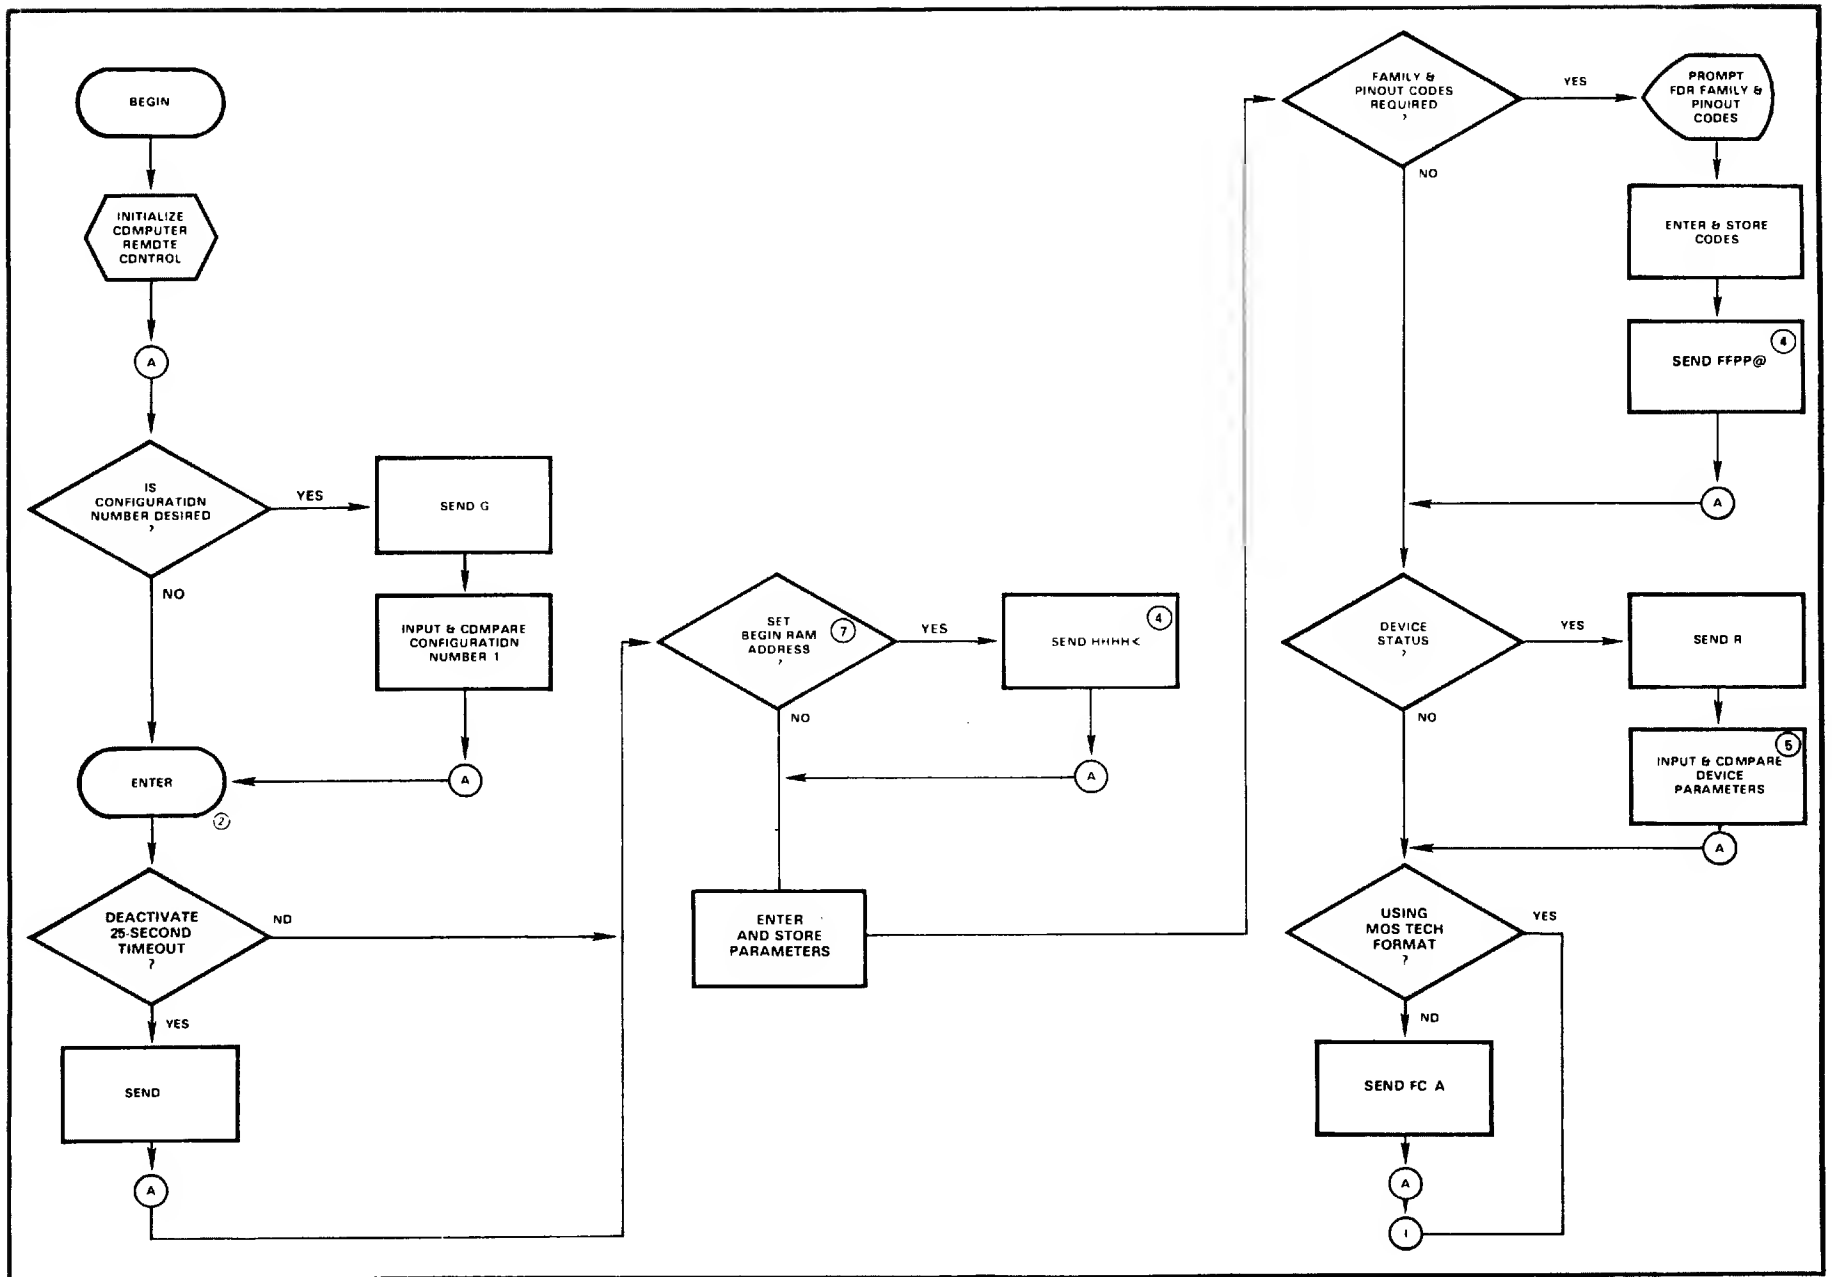 BEGIN
INITIALIZE
COMPUTER
REMOTE
CONTROL
A
IS
CONFIGURATION
NUMBER DESIRED
?
YES
SEND G
NO
INPUT & COMPARE
CONFIGURATION
NUMBER 1
A
ENTER
2
DEACTIVATE
25-SECOND
TIMEOUT
?
NO
YES
SEND
A
SET
BEGIN RAM
ADDRESS
?
7
YES
SEND HHHH<
4
NO
A
ENTER
AND STORE
PARAMETERS
FAMILY &
PINOUT CODES
REQUIRED
?
YES
PROMPT
FOR FAMILY &
PINOUT
CODES
NO
ENTER & STORE
CODES
SEND FFPP@
4
A
DEVICE
STATUS
?
YES
SEND R
NO
INPUT & COMPARE
DEVICE
PARAMETERS
5
A
USING
MOS TECH
FORMAT
?
YES
NO
SEND FC A
A
I